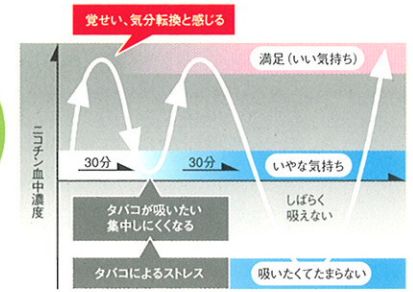 覚せい、気分転換と感じる
満足(いい気持ち)
ニコチン血中濃度
30分
30分
いやな気持ち
しばらく
吸えない
タバコが吸いたい
集中しにくくなる
タバコによるストレス
吸いたくてたまらない